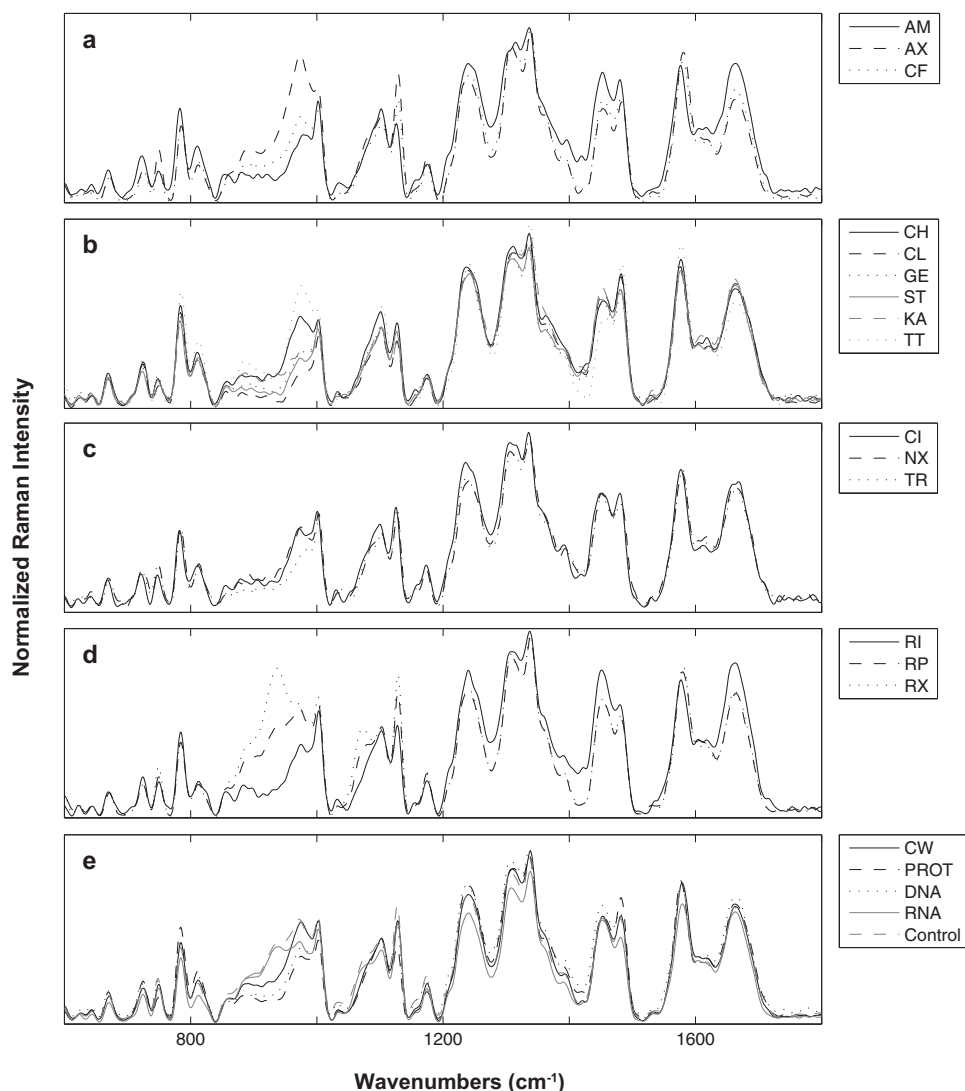 a
AM
AX
CF
b
CH
CL
GE
ST
KA
TT
c
CI
NX
TR
d
RI
RP
RX
e
CW
PROT
DNA
RNA
Control
Normalized Raman Intensity
800
1200
1600
Wavenumbers (cm-1)